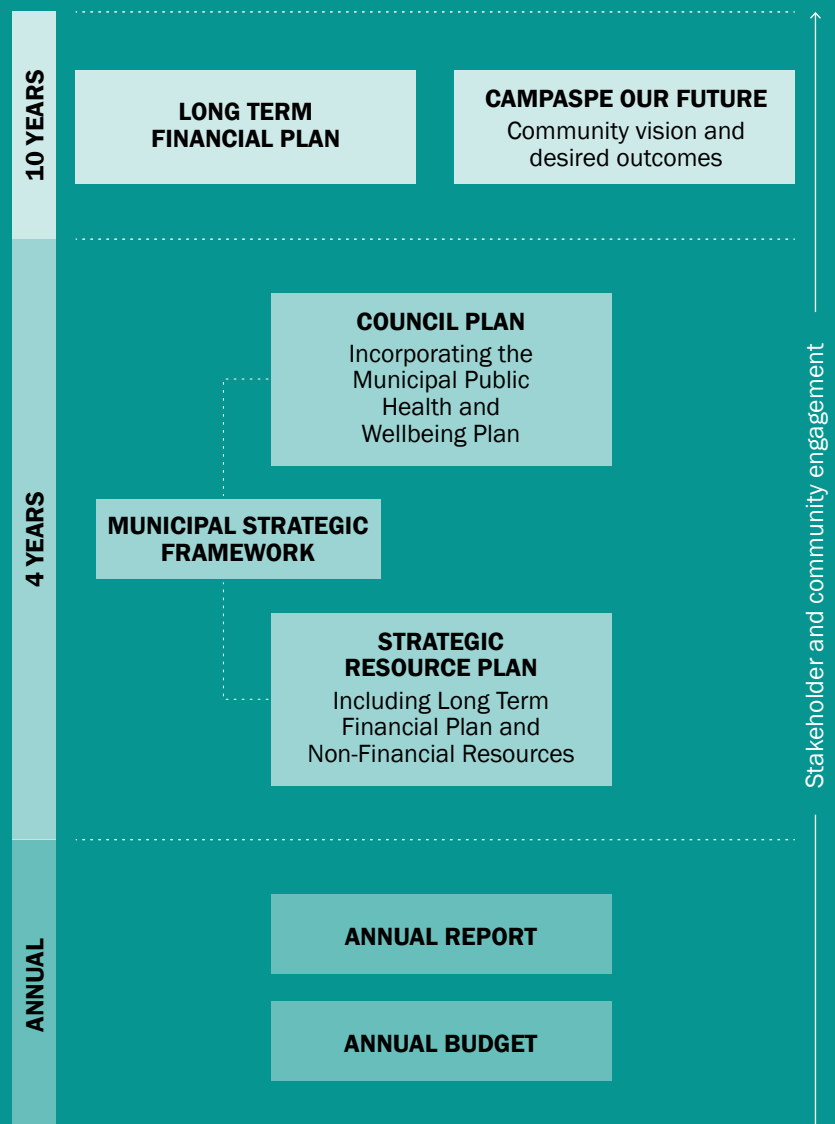 10 YEARS
LONG TERM
FINANCIAL PLAN
CAMPASPE OUR FUTURE
Community vision and
desired outcomes
4 YEARS
COUNCIL PLAN
Incorporating the
Municipal Public
Health and
Wellbeing Plan
MUNICIPAL STRATEGIC
FRAMEWORK
STRATEGIC
RESOURCE PLAN
Including Long Term
Financial Plan and
Non-Financial Resources
ANNUAL
ANNUAL REPORT
ANNUAL BUDGET
Stakeholder and community engagement